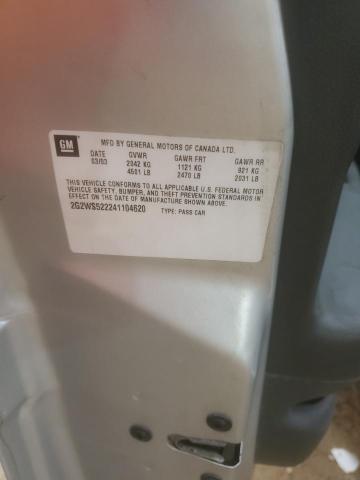 GM
MFD BY GENERAL MOTORS OF CANADA LTD.
DATE GVWR GAWR FRT GAWR RR
03/03 2042 KG 1121 KG 921 KG
4501 LB 2470 LB 2031 LB
THIS VEHICLE CONFORMS TO ALL APPLICABLE U.S. FEDERAL MOTOR
VEHICLE SAFETY, BUMPER, AND THEFT PREVENTION STANDARDS IN
EFFECT ON THE DATE OF MANUFACTURE SHOWN ABOVE.
2G2WS522241104620 TYPE: PASS CAR